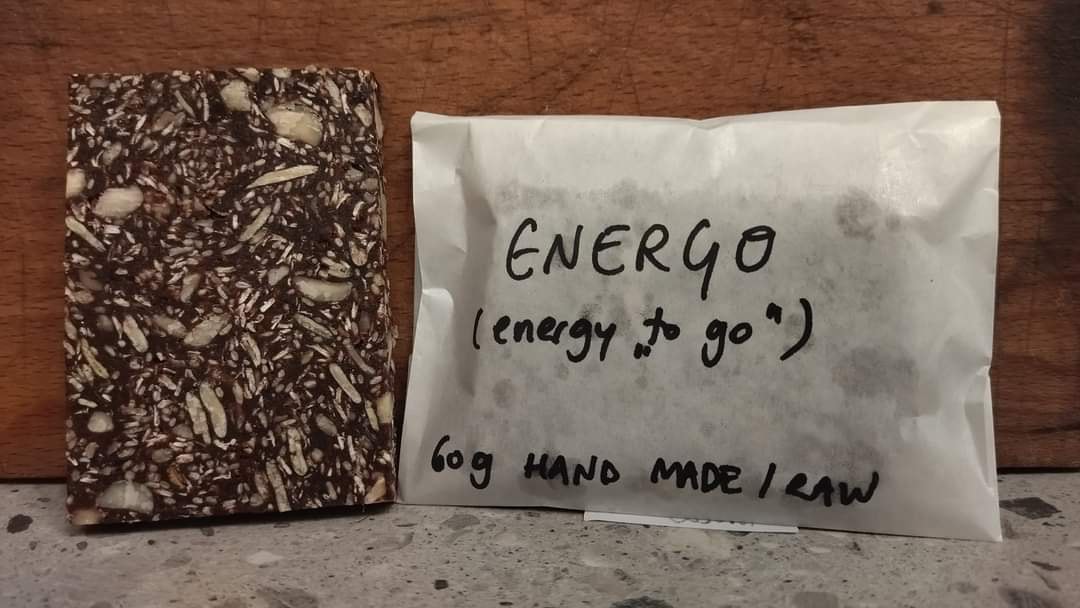 ENERGO
(energy „to go")
60g HAND MADE / RAW